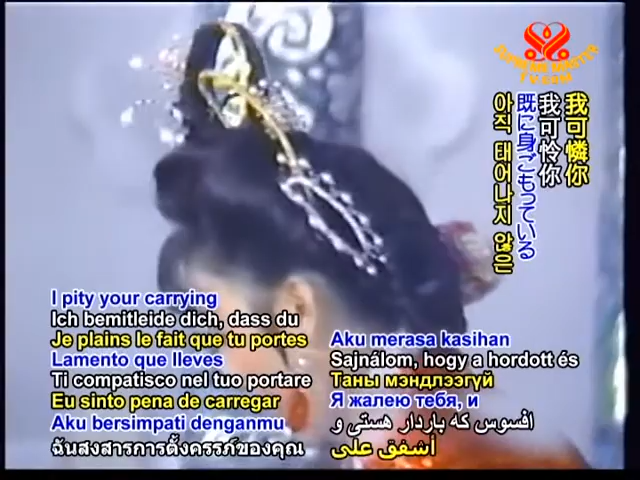 SUPREME MASTER
TV.COM
我可憐你
我可怜你
既に身ごもっている
아직 태어나지 않은
I pity your carrying
Ich bemitleide dich, dass du
Je plains le fait que tu portes
Lamento que lleves
Ti compatisco nel tuo portare
Eu sinto pena de carregar
Aku bersimpati denganmu
ฉันสงสารการตั้งครรภ์ของคุณ
Aku merasa kasihan
Sajnálom, hogy a hordott és
Таны мэндлээгүй
Я жалею тебя, и
افسوس که باردار هستی و
أشفق على